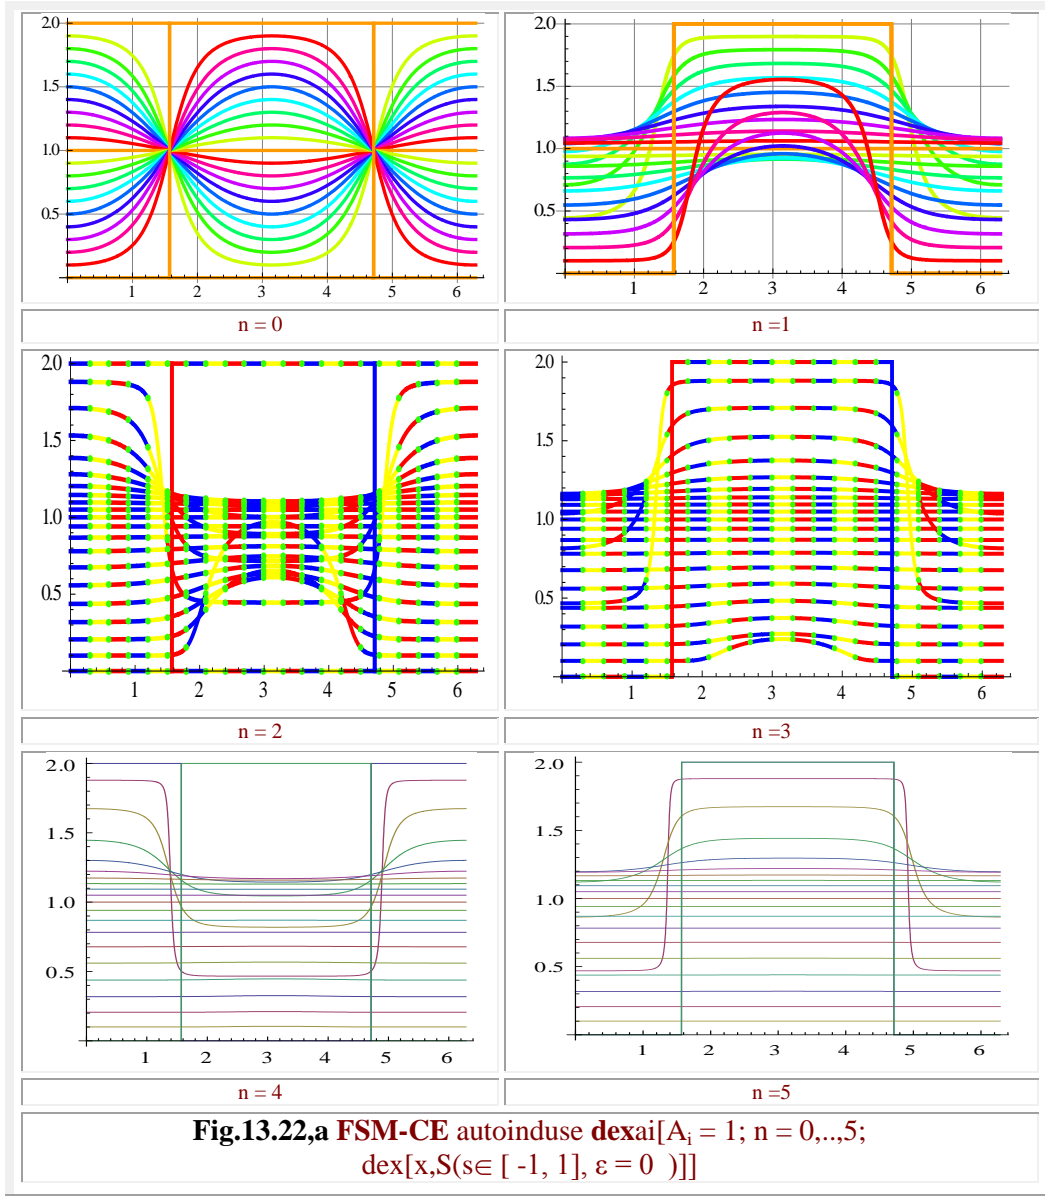 2.0
1.5
1.0
0.5
1 2 3 4 5 6
2.0
1.5
1.0
0.5
1 2 3 4 5 6
n = 0
n =1
2.0
1.5
1.0
0.5
1 2 3 4 5 6
2.0
1.5
1.0
0.5
1 2 3 4 5 6
n = 2
n =3
2.0
1.5
1.0
0.5
1 2 3 4 5 6
2.0
1.5
1.0
0.5
1 2 3 4 5 6
n = 4
n =5
Fig.13.22,a FSM-CE autoinduse dexai[Aᵢ = 1; n = 0,..,5;
dex[x,S(s∈ [ -1, 1], ε = 0 )]]